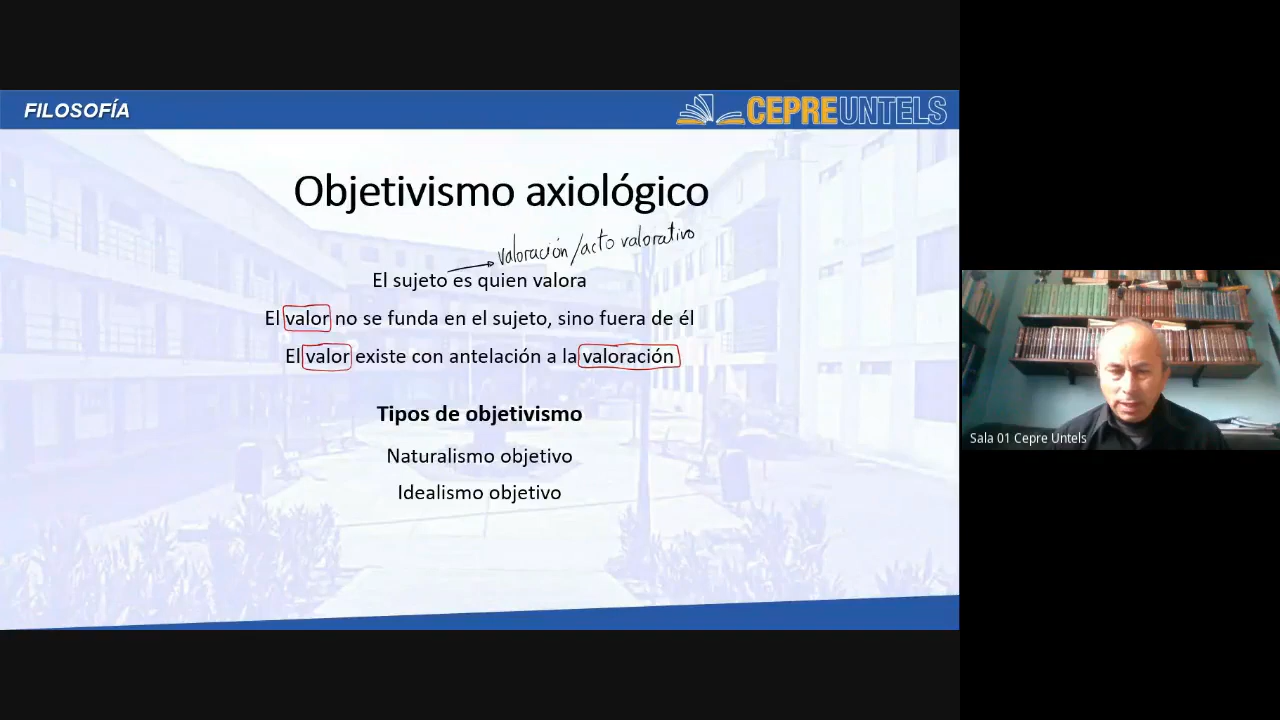 FILOSOFÍA
CEPREUNTELS
Objetivismo axiológico
valoración/acto valorativo
El sujeto es quien valora
El valor no se funda en el sujeto, sino fuera de él
El valor existe con antelación a la valoración
Tipos de objetivismo
Naturalismo objetivo
Idealismo objetivo
Sala 01 Cepre Untels